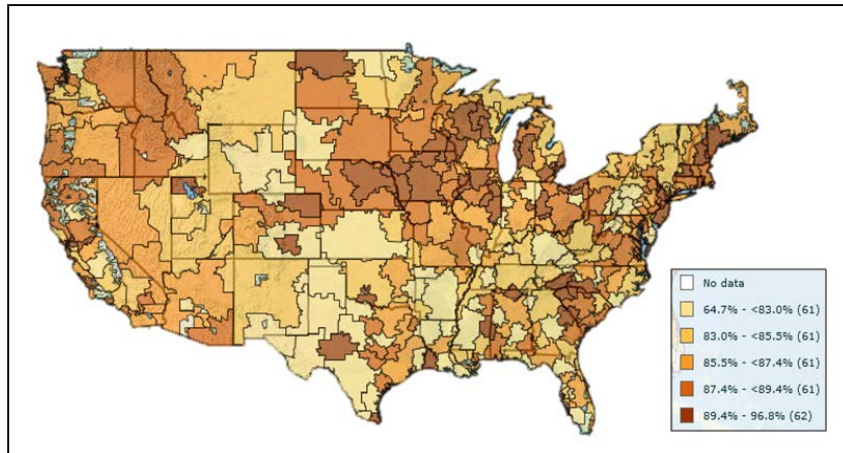 No data
64.7% - <83.0% (61)
83.0% - <85.5% (61)
85.5% - <87.4% (61)
87.4% - <89.4% (61)
89.4% - 96.8% (62)